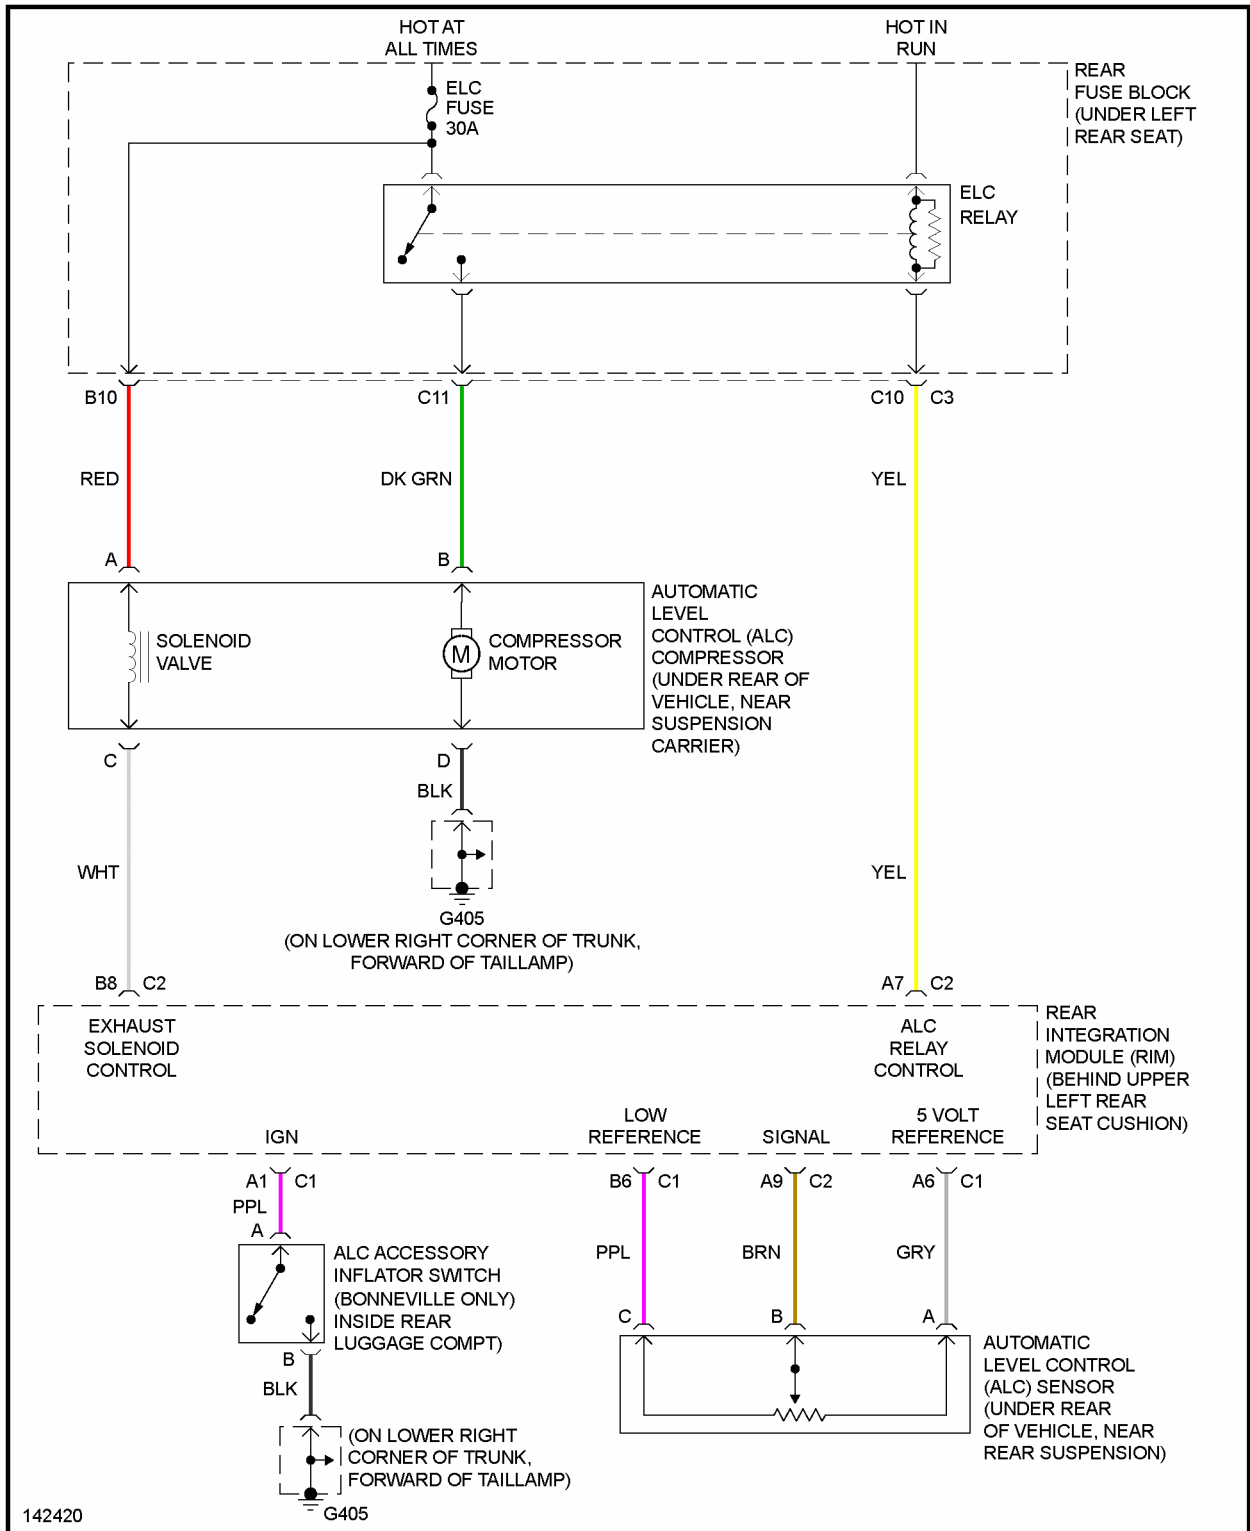 HOT AT
ALL TIMES
HOT IN
RUN
ELC
FUSE
30A
REAR
FUSE BLOCK
(UNDER LEFT
REAR SEAT)
ELC
RELAY
B10
C11
C10
C3
RED
DK GRN
YEL
A
B
SOLENOID
VALVE
M
COMPRESSOR
MOTOR
AUTOMATIC
LEVEL
CONTROL (ALC)
COMPRESSOR
(UNDER REAR OF
VEHICLE, NEAR
SUSPENSION
CARRIER)
C
D
BLK
WHT
YEL
G405
(ON LOWER RIGHT CORNER OF TRUNK,
FORWARD OF TAILLAMP)
B8
C2
A7
C2
EXHAUST
SOLENOID
CONTROL
ALC
RELAY
CONTROL
REAR
INTEGRATION
MODULE (RIM)
(BEHIND UPPER
LEFT REAR
SEAT CUSHION)
IGN
LOW
REFERENCE
SIGNAL
5 VOLT
REFERENCE
A1
C1
B6
C1
A9
C2
A6
C1
PPL
A
PPL
BRN
GRY
ALC ACCESSORY
INFLATOR SWITCH
(BONNEVILLE ONLY)
INSIDE REAR
LUGGAGE COMPT)
C
B
A
B
BLK
AUTOMATIC
LEVEL CONTROL
(ALC) SENSOR
(UNDER REAR
OF VEHICLE, NEAR
REAR SUSPENSION)
(ON LOWER RIGHT
CORNER OF TRUNK,
FORWARD OF TAILLAMP)
G405
142420